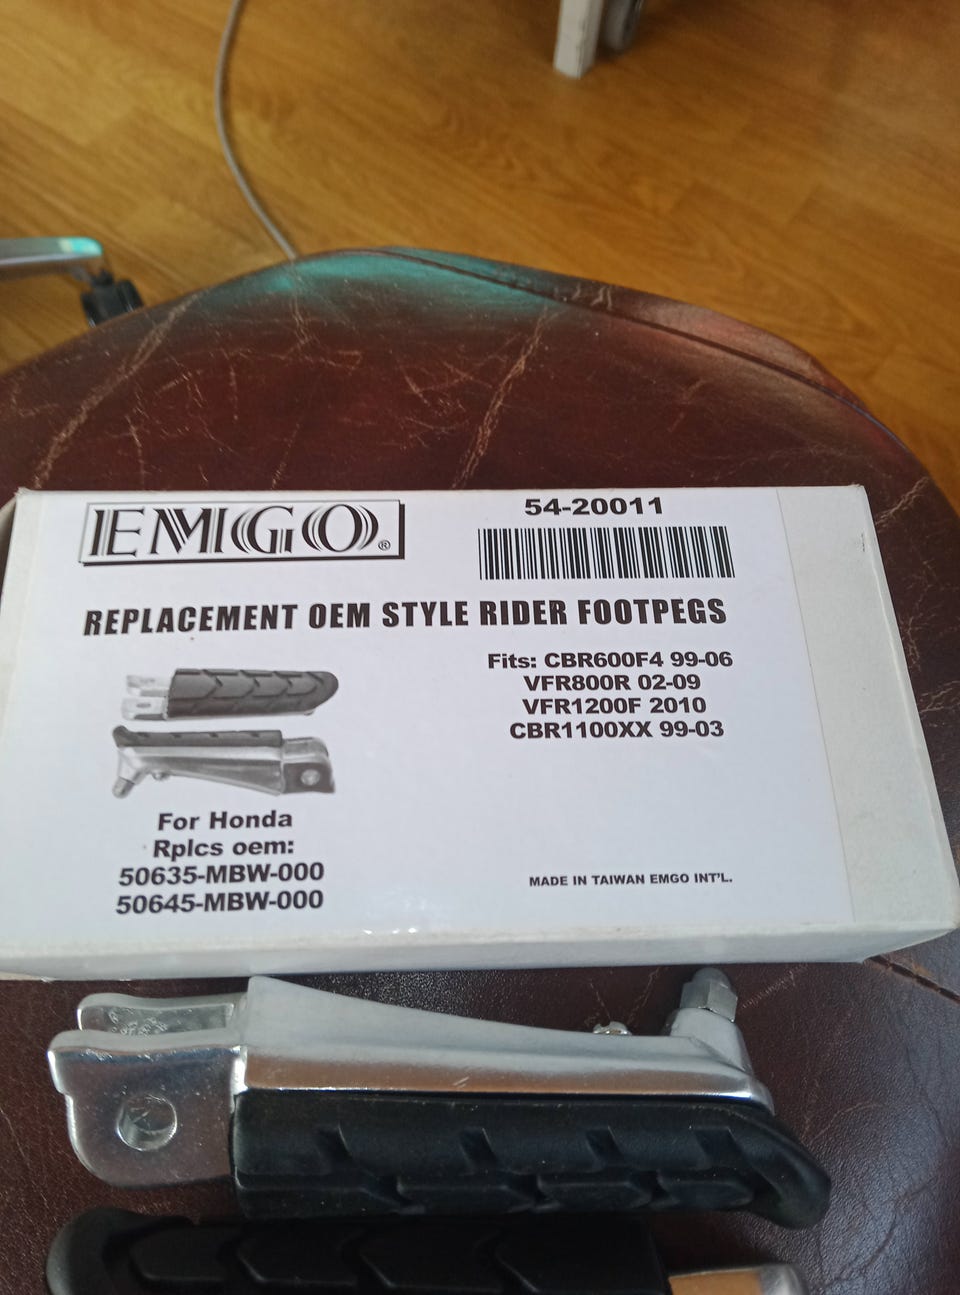 EMGO®
54-20011
REPLACEMENT OEM STYLE RIDER FOOTPEGS
Fits: CBR600F4 99-06
VFR800R 02-09
VFR1200F 2010
CBR1100XX 99-03
For Honda
Rplcs oem:
50635-MBW-000
50645-MBW-000
MADE IN TAIWAN EMGO INT'L.